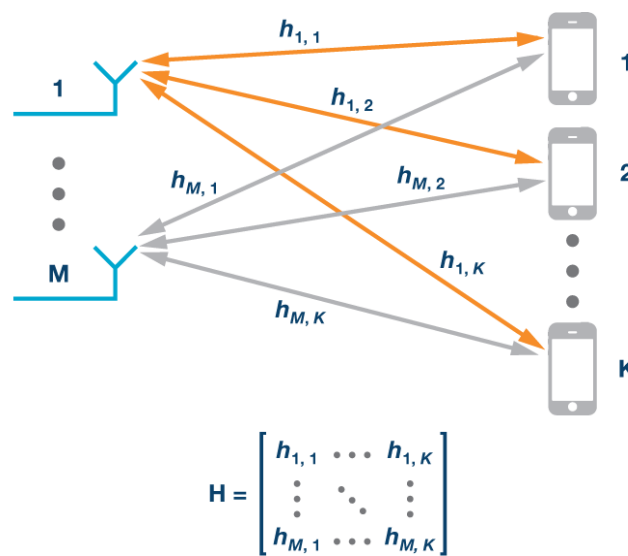 1
h1, 1
1
h1, 2
2
hM, 1
hM, 2
M
h1, K
hM, K
K
H = [ h1, 1 ••• h1, K
hM, 1 ••• hM, K ]